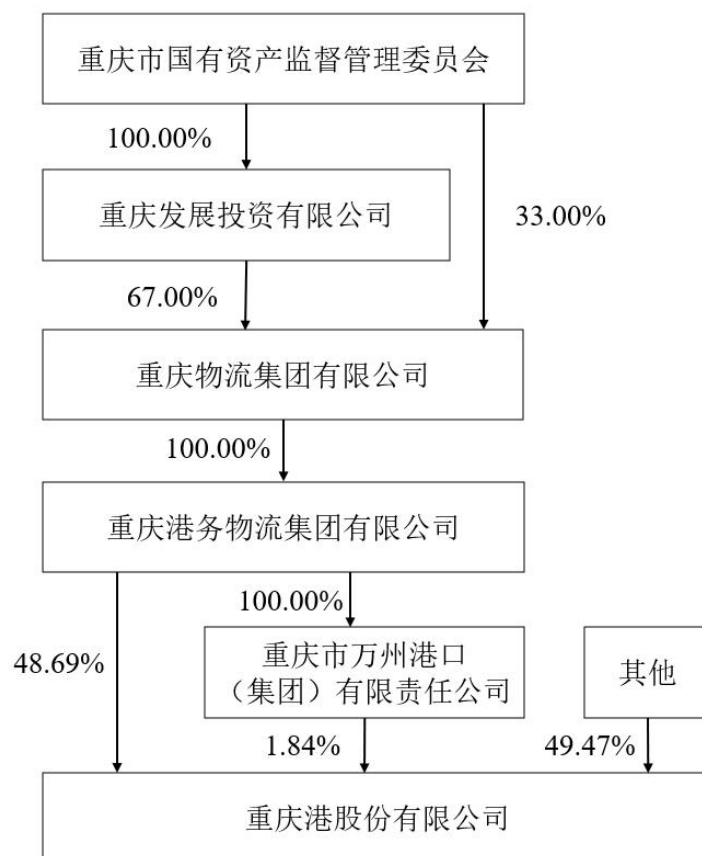 重庆市国有资产监督管理委员会
100.00%
重庆发展投资有限公司
33.00%
67.00%
重庆物流集团有限公司
100.00%
重庆港务物流集团有限公司
100.00%
48.69%
重庆市万州港口
（集团）有限责任公司
其他
1.84%
49.47%
重庆港股份有限公司